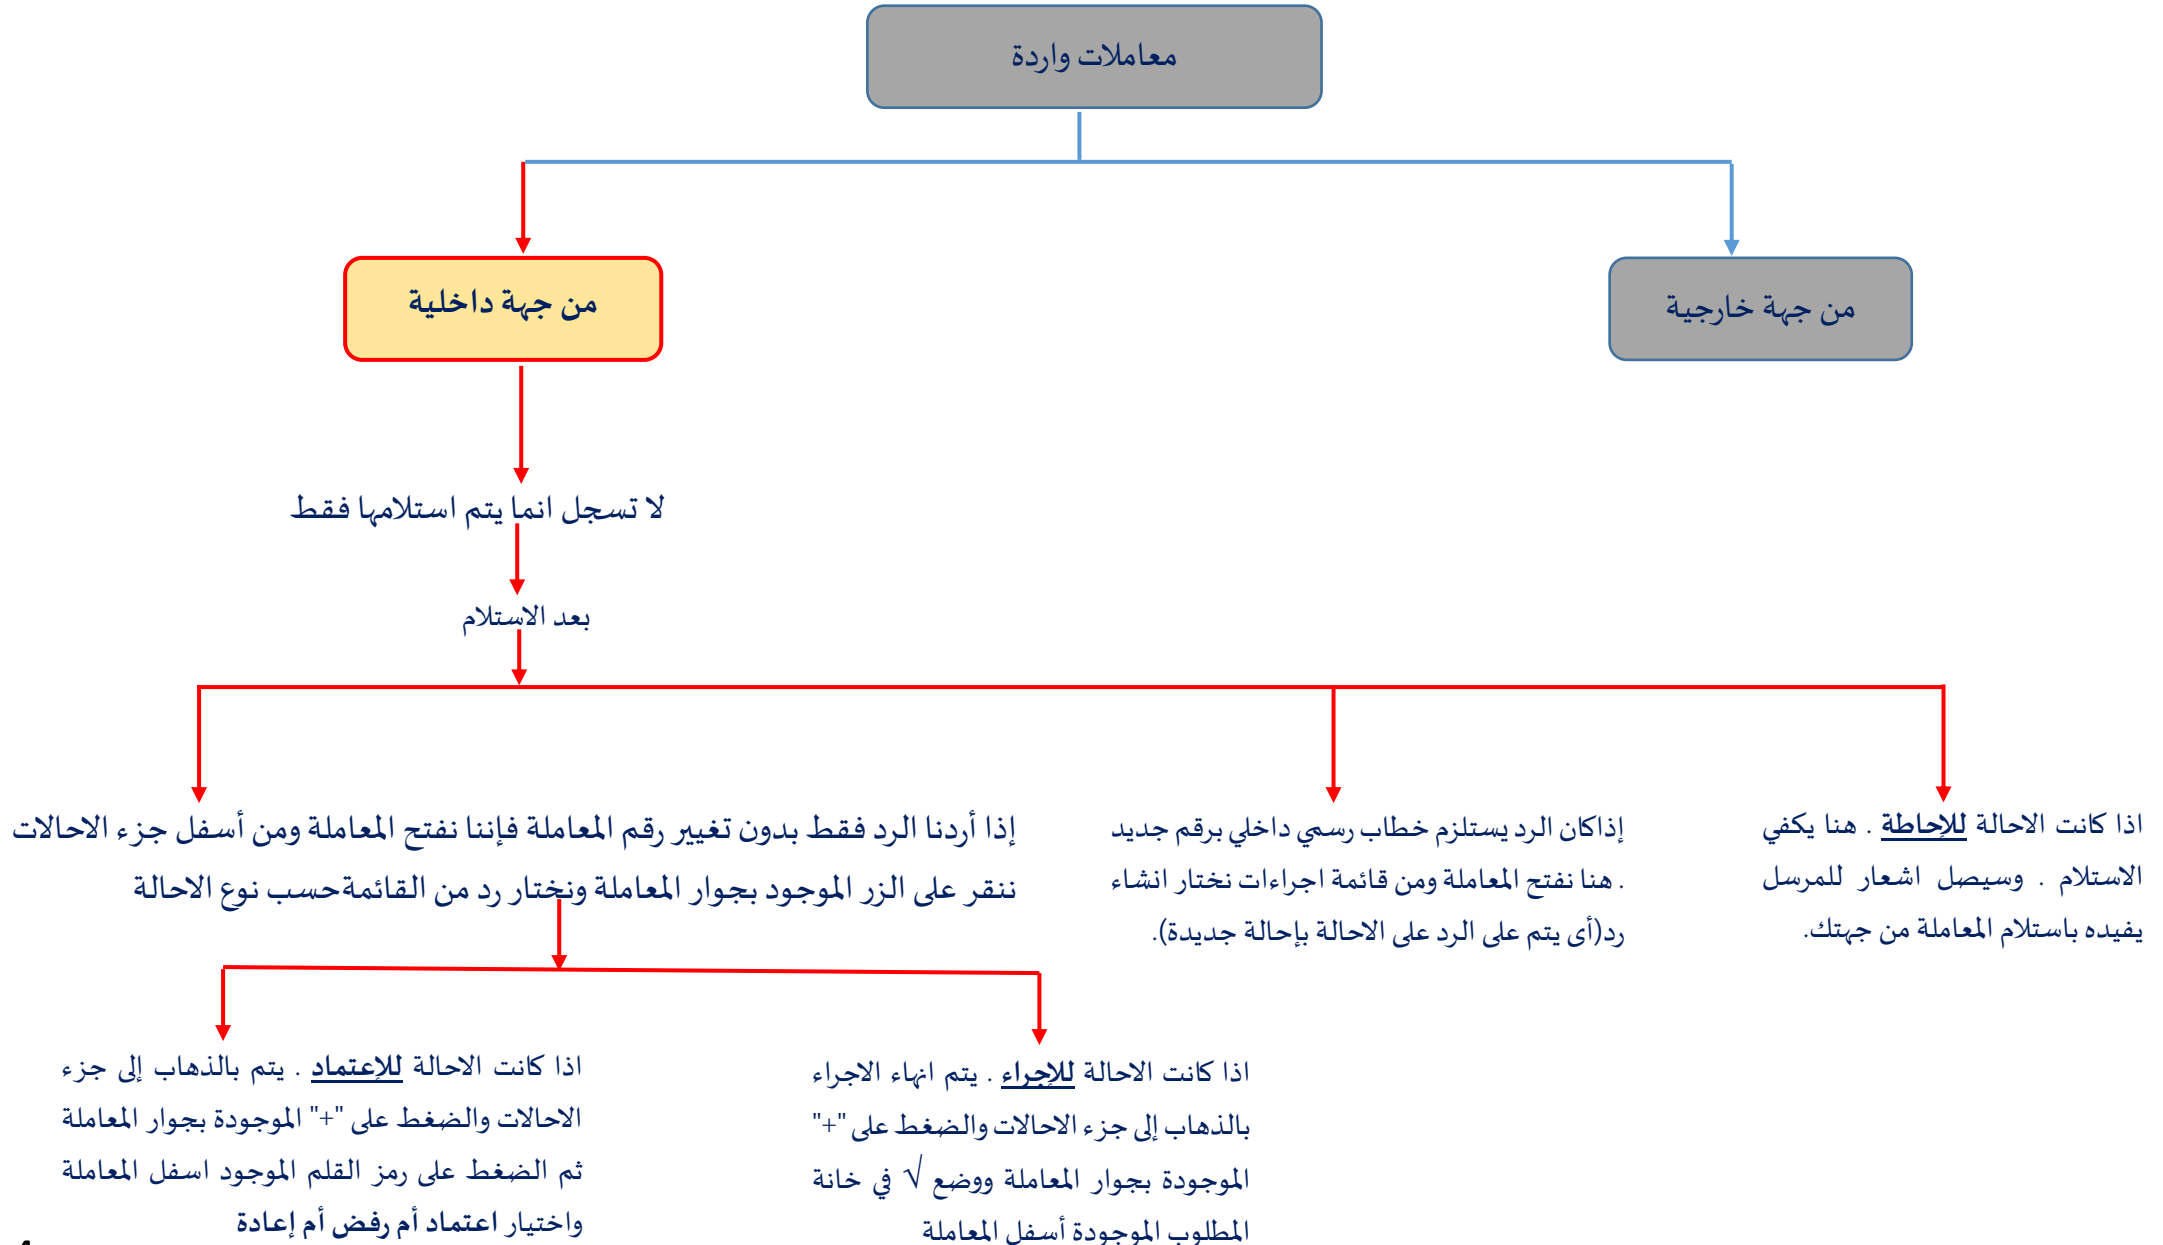 معاملات واردة
من جهة خارجية
من جهة داخلية
لا تسجل انما يتم استلامها فقط
بعد الاستلام
اذا كانت الاحالة للإحاطة . هنا يكفي
الاستلام . وسيصل اشعار للمرسل
يفيده باستلام المعاملة من جهتك.
إذاكان الرد يستلزم خطاب رسمي داخلي برقم جديد
. هنا نفتح المعاملة ومن قائمة اجراءات نختار انشاء
رد(أى يتم على الرد على الاحالة بإحالة جديدة).
إذا أردنا الرد فقط بدون تغيير رقم المعاملة فإننا نفتح المعاملة ومن أسفل جزء الاحالات
ننقر على الزر الموجود بجوار المعاملة ونختار رد من القائمة حسب نوع الاحالة
اذا كانت الاحالة للإجراء . يتم انهاء الاجراء
بالذهاب إلى جزء الاحالات والضغط على "+"
الموجودة بجوار المعاملة ووضع √ في خانة
المطلوب الموجودة أسفل المعاملة
اذا كانت الاحالة للإعتماد . يتم بالذهاب إلى جزء
الاحالات والضغط على "+" الموجودة بجوار المعاملة
ثم الضغط على رمز القلم الموجود اسفل المعاملة
واختيار اعتماد أم رفض أم إعادة